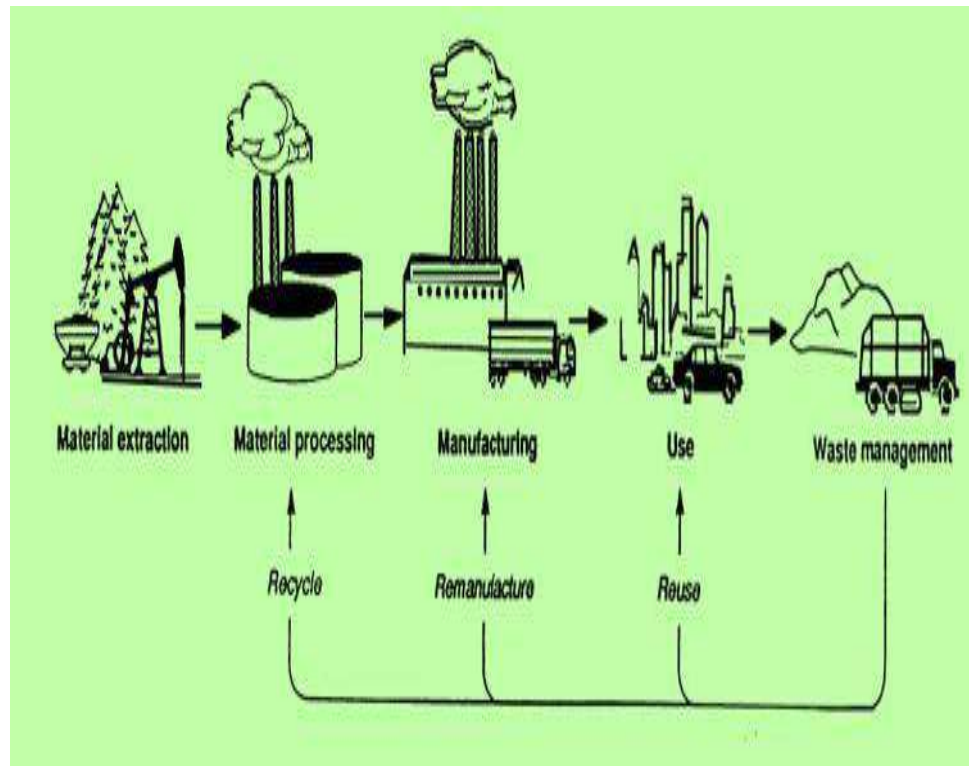 Material extraction
Material processing
Manufacturing
Use
Waste management
Recycle
Remanufacture
Reuse